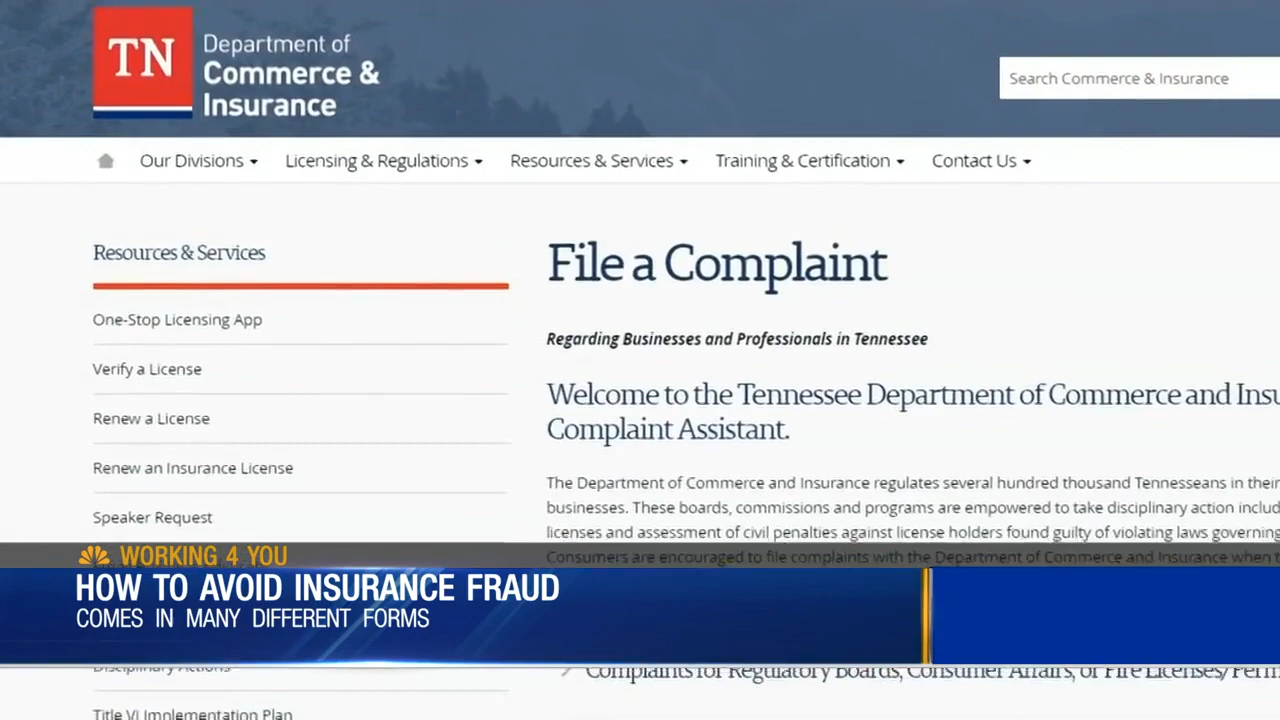 TN
Department of
Commerce &
Insurance
Search Commerce & Insurance
Our Divisions
Licensing & Regulations
Resources & Services
Training & Certification
Contact Us
Resources & Services
One-Stop Licensing App
Verify a License
Renew a License
Renew an Insurance License
Speaker Request
Disciplinary Actions
Title VI Implementation Plan
File a Complaint
Regarding Businesses and Professionals in Tennessee
Welcome to the Tennessee Department of Commerce and Insu
Complaint Assistant.
The Department of Commerce and Insurance regulates several hundred thousand Tennesseans in their
businesses. These boards, commissions and programs are empowered to take disciplinary action includ
licenses and assessment of civil penalties against license holders found guilty of violating laws governing
Consumers are encouraged to file complaints with the Department of Commerce and Insurance when t
Complaints for Regulatory Boards, Consumer Affairs, or Fire Licenses/Perm
WORKING 4 YOU
HOW TO AVOID INSURANCE FRAUD
COMES IN MANY DIFFERENT FORMS